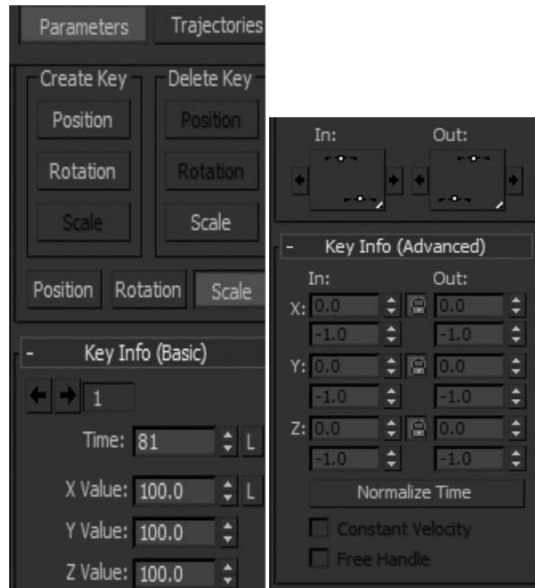 Parameters Trajectories
Create Key Delete Key
Position Position
Rotation Rotation
Scale Scale
Position Rotation Scale
- Key Info (Basic)
1
Time: 81 L
X Value: 100.0 L
Y Value: 100.0
Z Value: 100.0
In: Out:
- Key Info (Advanced)
In: Out:
X: 0.0 0.0
-1.0 -1.0
Y: 0.0 0.0
-1.0 -1.0
Z: 0.0 0.0
-1.0 -1.0
Normalize Time
Constant Velocity
Free Handle